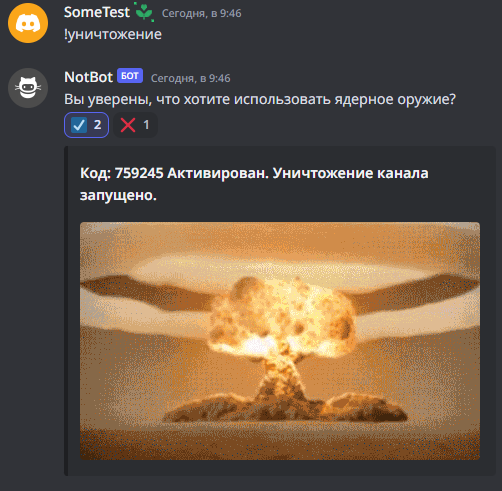 SomeTest Сегодня, в 9:46
!уничтожение
NotBot БОТ Сегодня, в 9:46
Вы уверены, что хотите использовать ядерное оружие?
2 1
Код: 759245 Активирован. Уничтожение канала
запущено.